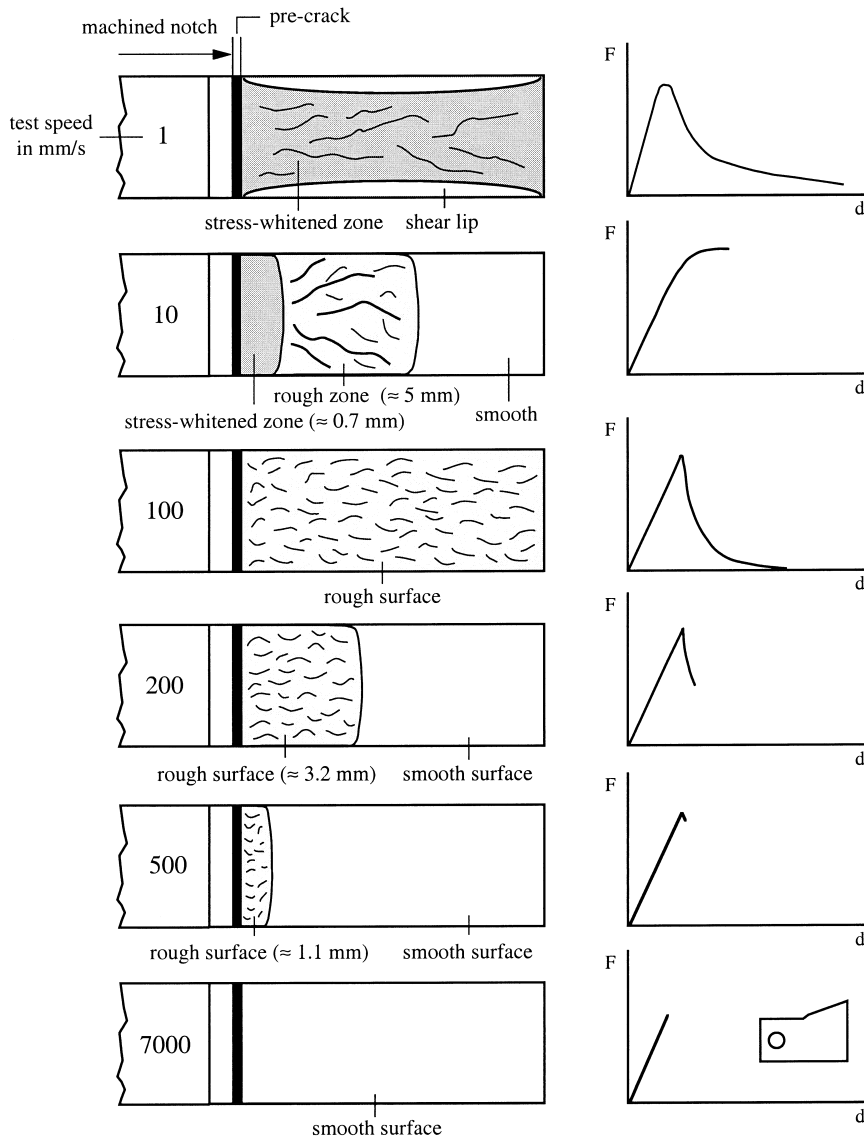 pre-crack
machined notch
F
test speed
in mm/s
1
d
stress-whitened zone
shear lip
F
10
rough zone (≈ 5 mm)
smooth
stress-whitened zone (≈ 0.7 mm)
d
F
100
d
rough surface
F
200
d
rough surface (≈ 3.2 mm)
smooth surface
F
500
d
rough surface (≈ 1.1 mm)
smooth surface
F
7000
d
smooth surface